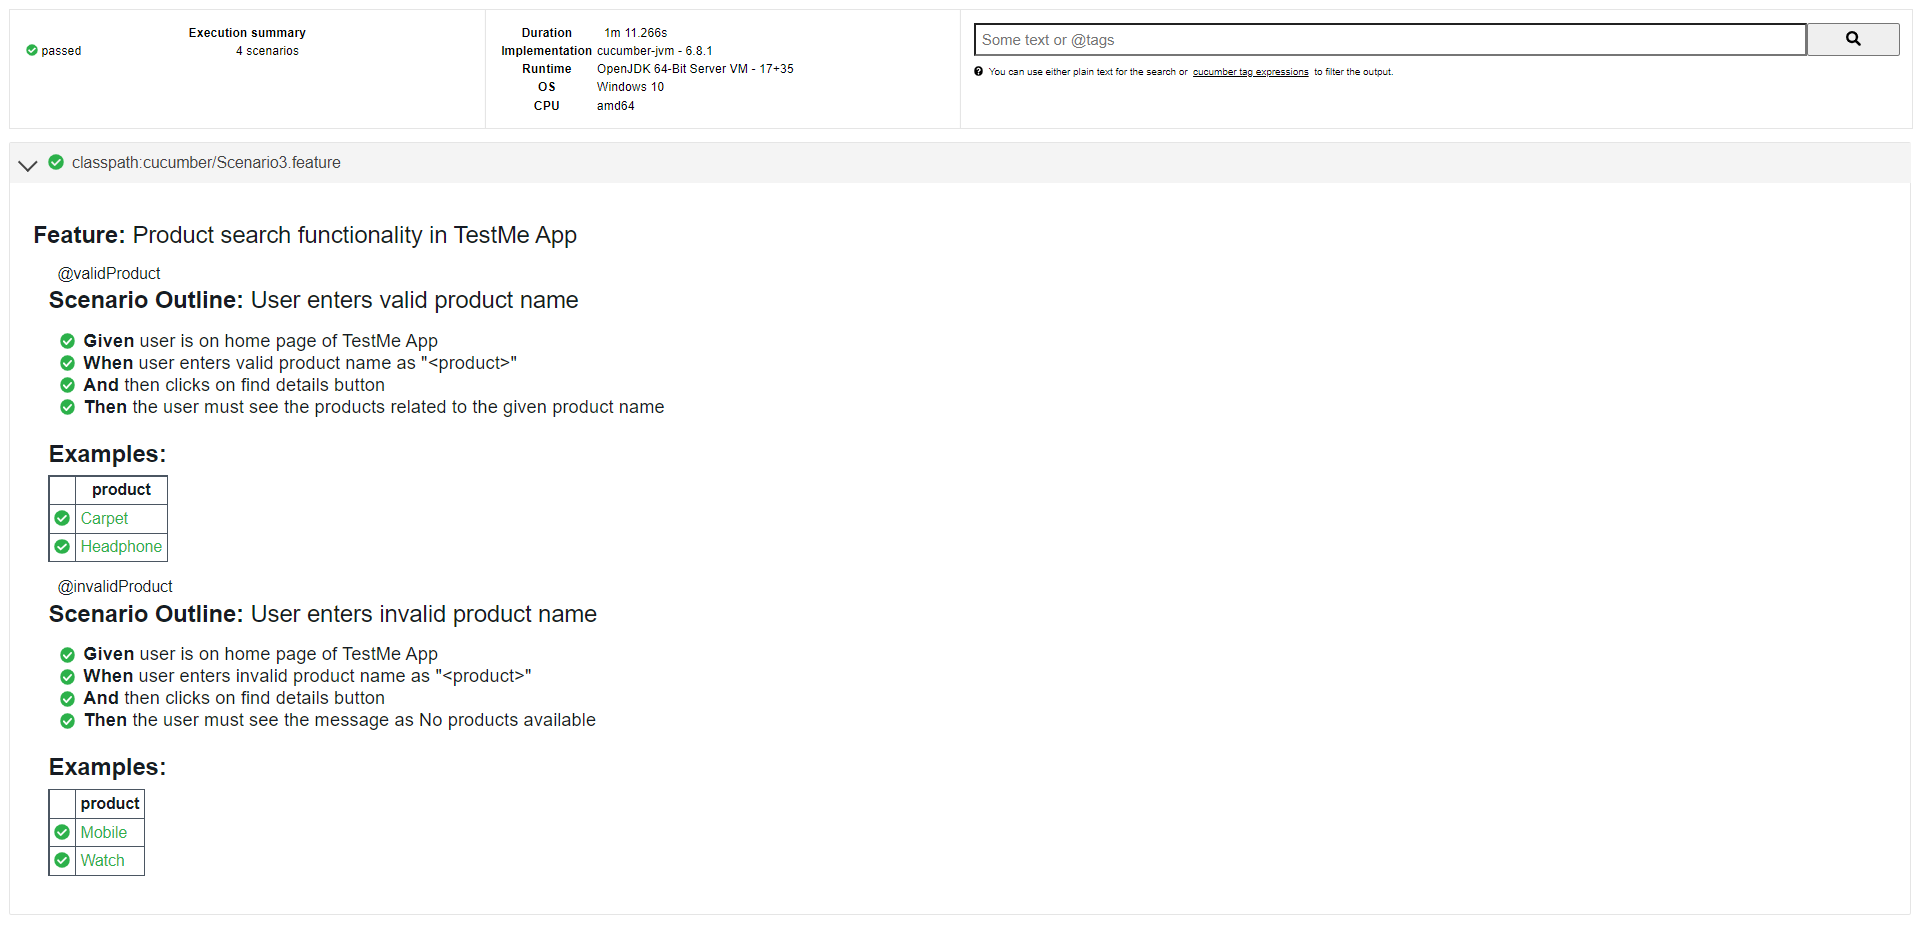 Execution summary
passed 4 scenarios
Duration 1m 11.266s
Implementation cucumber-jvm - 6.8.1
Runtime OpenJDK 64-Bit Server VM - 17+35
OS Windows 10
CPU amd64
Some text or @tags
You can use either plain text for the search or cucumber tag expressions to filter the output.
classpath:cucumber/Scenario3.feature
Feature: Product search functionality in TestMe App
@validProduct
Scenario Outline: User enters valid product name
Given user is on home page of TestMe App
When user enters valid product name as "<product>"
And then clicks on find details button
Then the user must see the products related to the given product name
Examples:
product
Carpet
Headphone
@invalidProduct
Scenario Outline: User enters invalid product name
Given user is on home page of TestMe App
When user enters invalid product name as "<product>"
And then clicks on find details button
Then the user must see the message as No products available
Examples:
product
Mobile
Watch